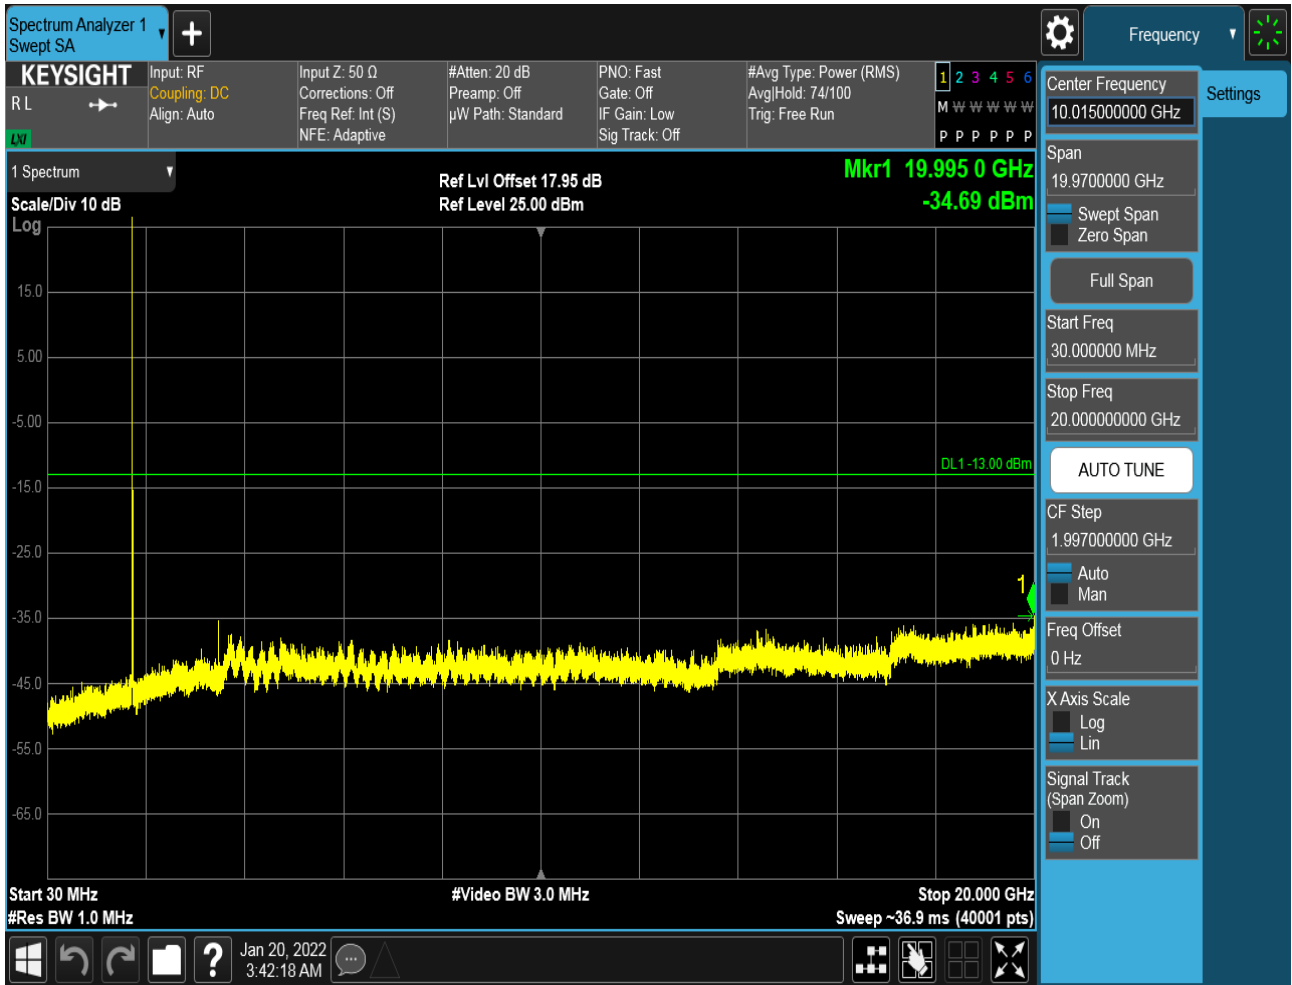 Spectrum Analyzer 1
Swept SA
+
Frequency
KEYSIGHT
R L
LXI
Input: RF
Coupling: DC
Align: Auto
Input Z: 50 Ω
Corrections: Off
Freq Ref: Int (S)
NFE: Adaptive
#Atten: 20 dB
Preamp: Off
µW Path: Standard
PNO: Fast
Gate: Off
IF Gain: Low
Sig Track: Off
#Avg Type: Power (RMS)
Avg|Hold: 74/100
Trig: Free Run
1 2 3 4 5 6
M W W W W W
P P P P P P
1 Spectrum
Scale/Div 10 dB
Log
Ref Lvl Offset 17.95 dB
Ref Level 25.00 dBm
Mkr1 19.995 0 GHz
-34.69 dBm
15.0
5.00
-5.00
DL1 -13.00 dBm
-15.0
-25.0
1
-35.0
-45.0
-55.0
-65.0
Start 30 MHz
#Res BW 1.0 MHz
#Video BW 3.0 MHz
Stop 20.000 GHz
Sweep ~36.9 ms (40001 pts)
?
Jan 20, 2022
3:42:18 AM
Center Frequency
10.015000000 GHz
Settings
Span
19.9700000 GHz
Swept Span
Zero Span
Full Span
Start Freq
30.000000 MHz
Stop Freq
20.000000000 GHz
AUTO TUNE
CF Step
1.997000000 GHz
Auto
Man
Freq Offset
0 Hz
X Axis Scale
Log
Lin
Signal Track
(Span Zoom)
On
Off